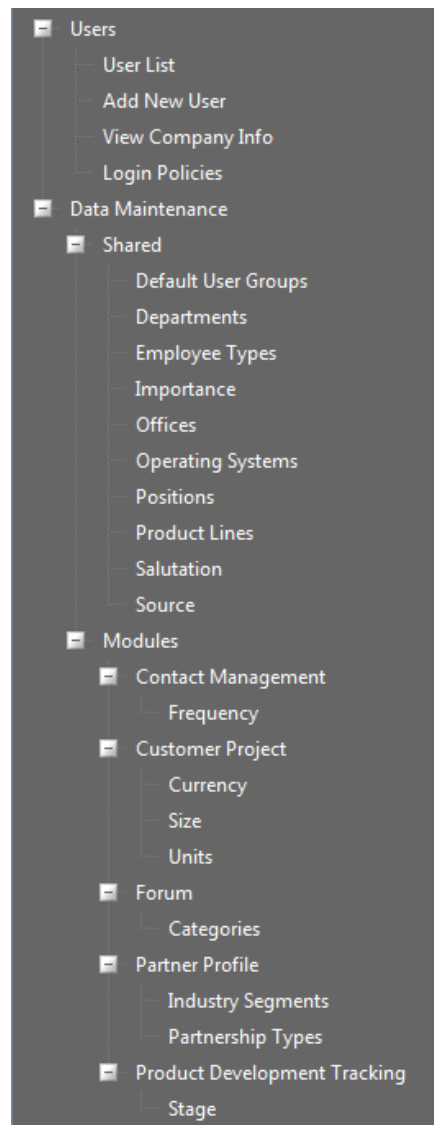 Users
User List
Add New User
View Company Info
Login Policies
Data Maintenance
Shared
Default User Groups
Departments
Employee Types
Importance
Offices
Operating Systems
Positions
Product Lines
Salutation
Source
Modules
Contact Management
Frequency
Customer Project
Currency
Size
Units
Forum
Categories
Partner Profile
Industry Segments
Partnership Types
Product Development Tracking
Stage